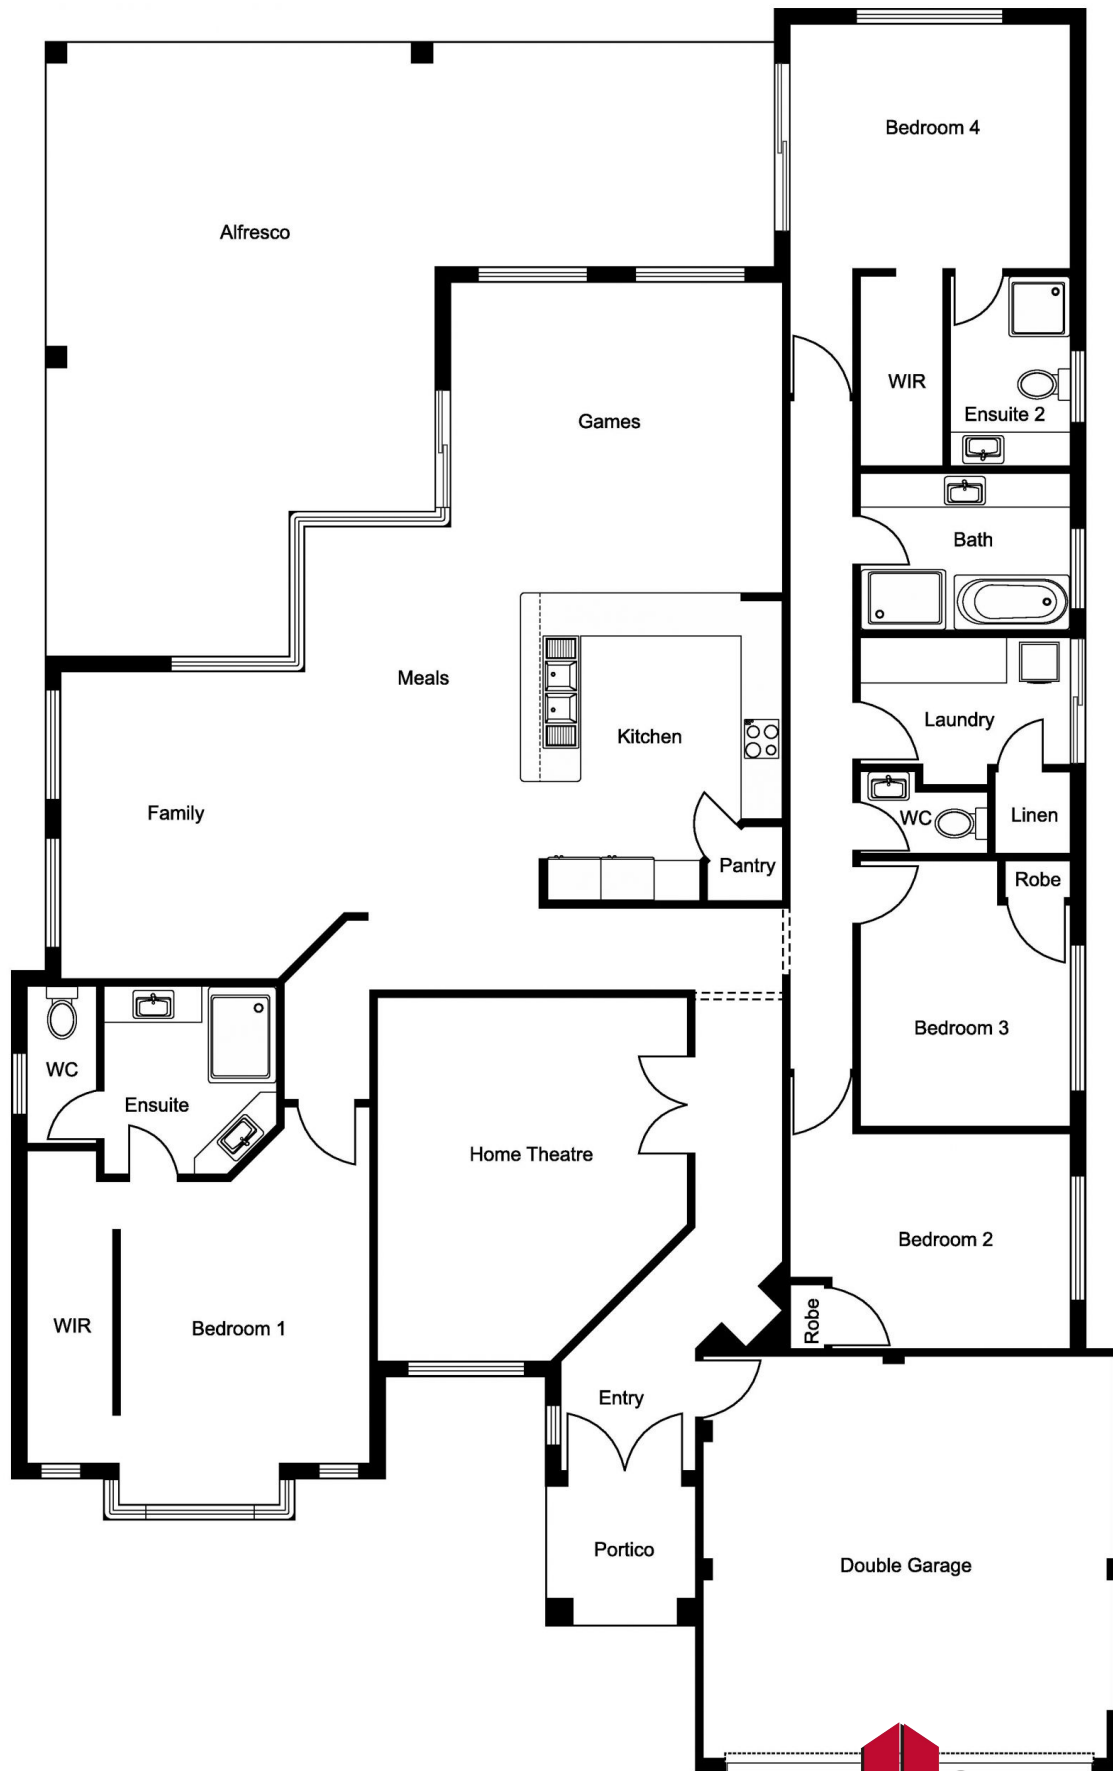 Bedroom 4
Alfresco
WIR
Ensuite 2
Games
Bath
Meals
Laundry
Kitchen
Family
WC
Linen
Pantry
Robe
Bedroom 3
WC
Ensuite
Home Theatre
Bedroom 2
WIR
Bedroom 1
Robe
Entry
Portico
Double Garage